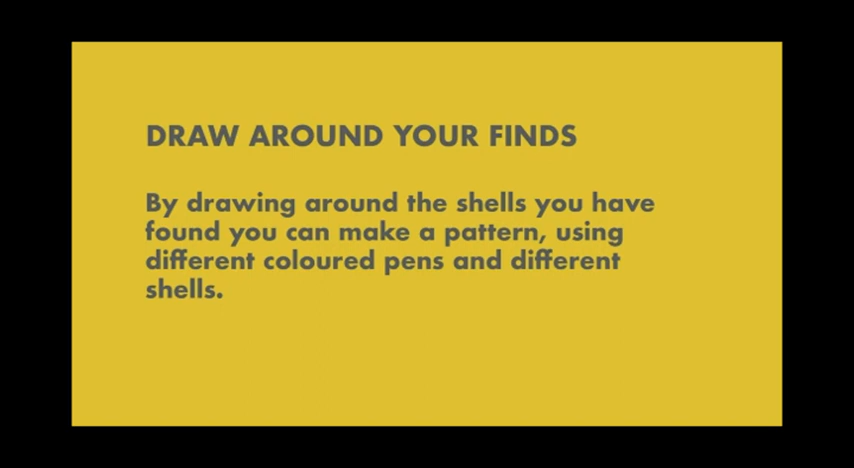 DRAW AROUND YOUR FINDS
By drawing around the shells you have
found you can make a pattern, using
different coloured pens and different
shells.